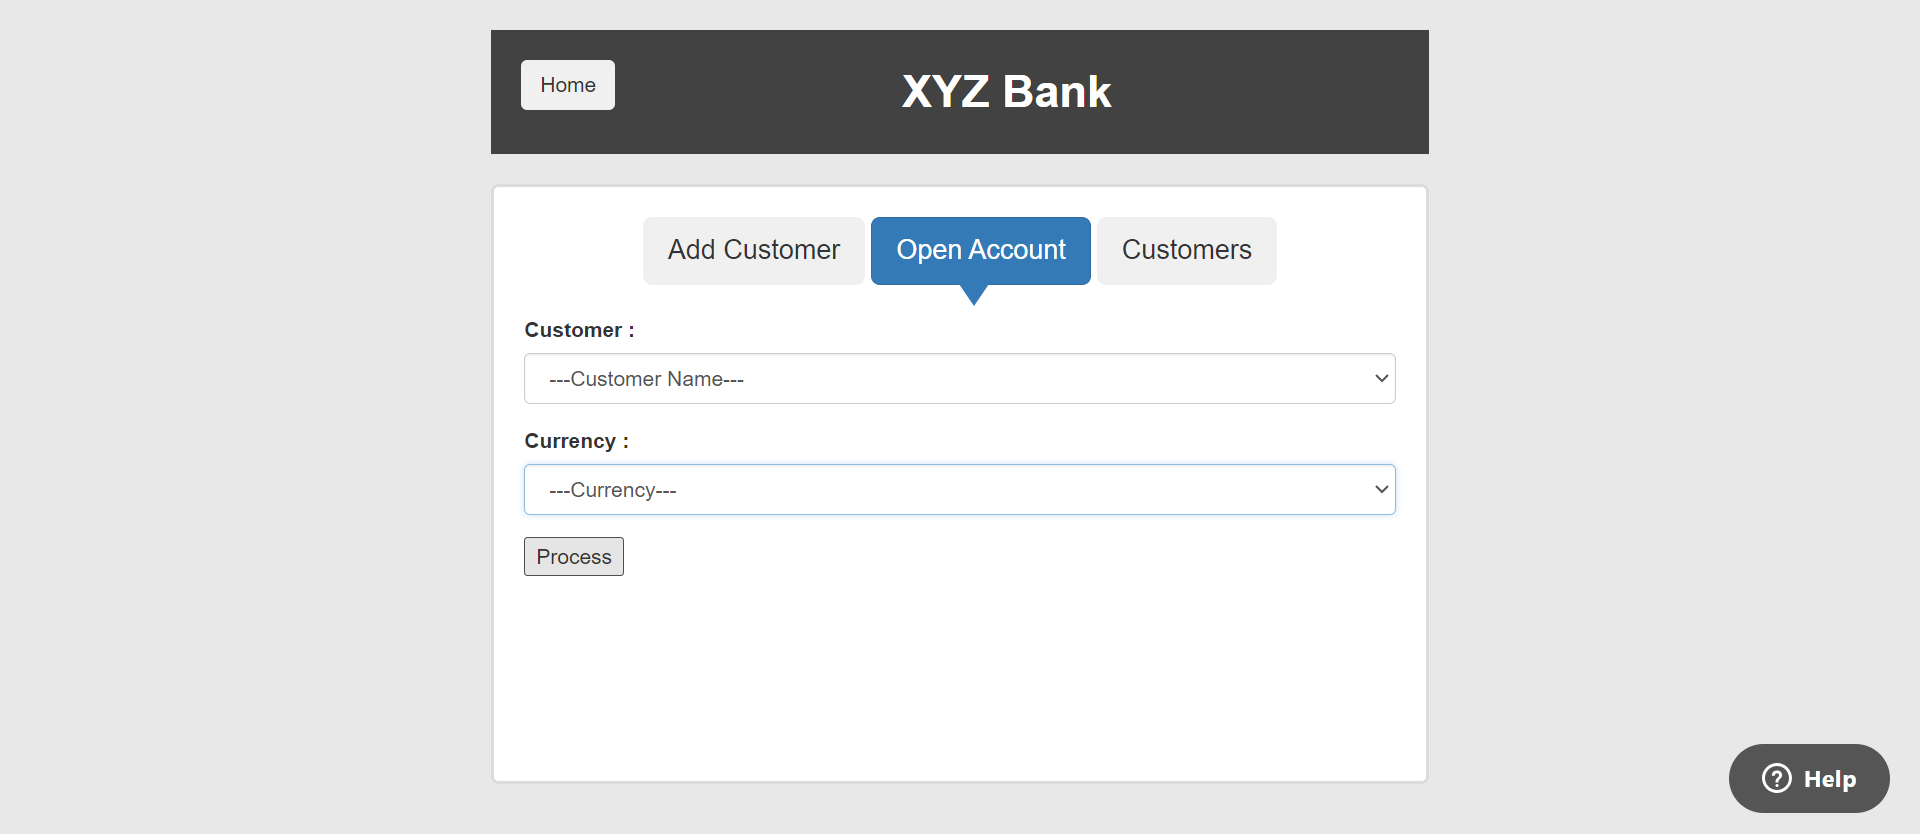 Home
XYZ Bank
Add Customer
Open Account
Customers
Customer :
---Customer Name---
Currency :
---Currency---
Process
Help